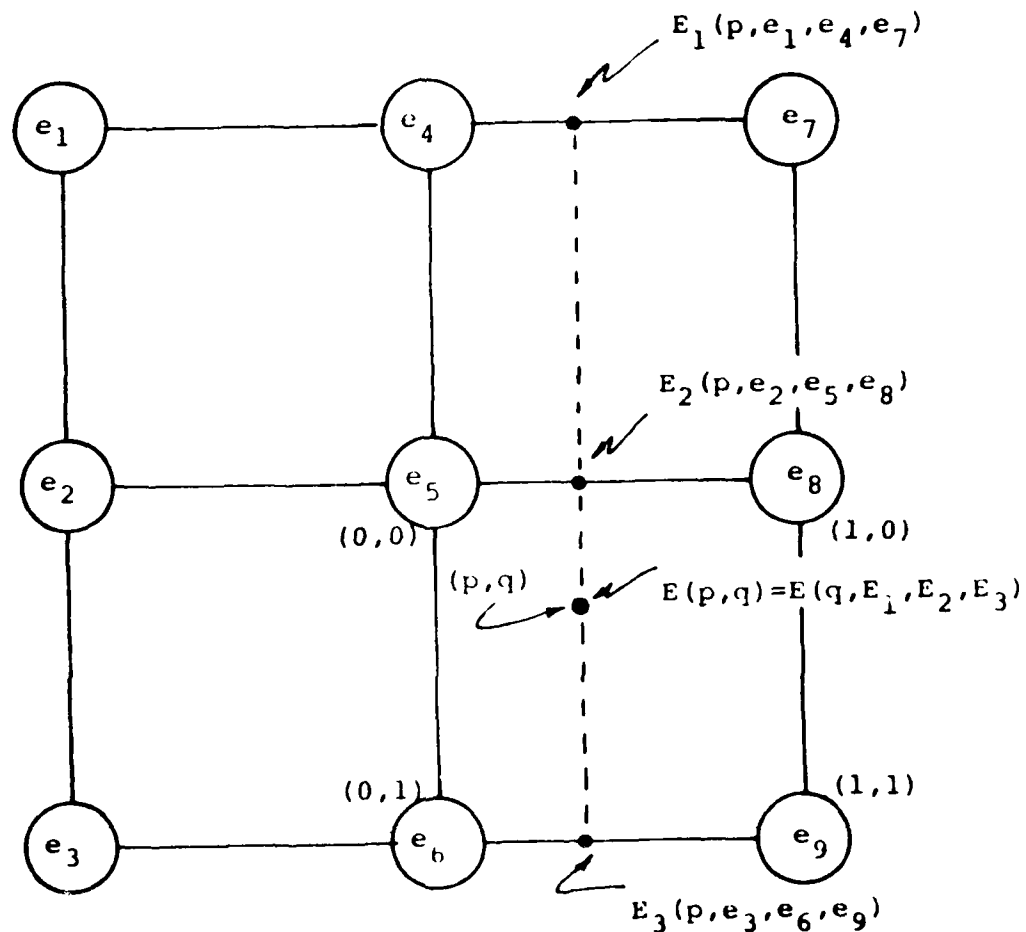 E₁(p,e₁,e₄,e₇)
e₁ e₄ e₇
E₂(p,e₂,e₅,e₈)
e₂ e₅ e₈
(0,0) (1,0)
(p,q) E(p,q)=E(q,E₁,E₂,E₃)
(0,1) (1,1)
e₃ e₆ e₉
E₃(p,e₃,e₆,e₉)